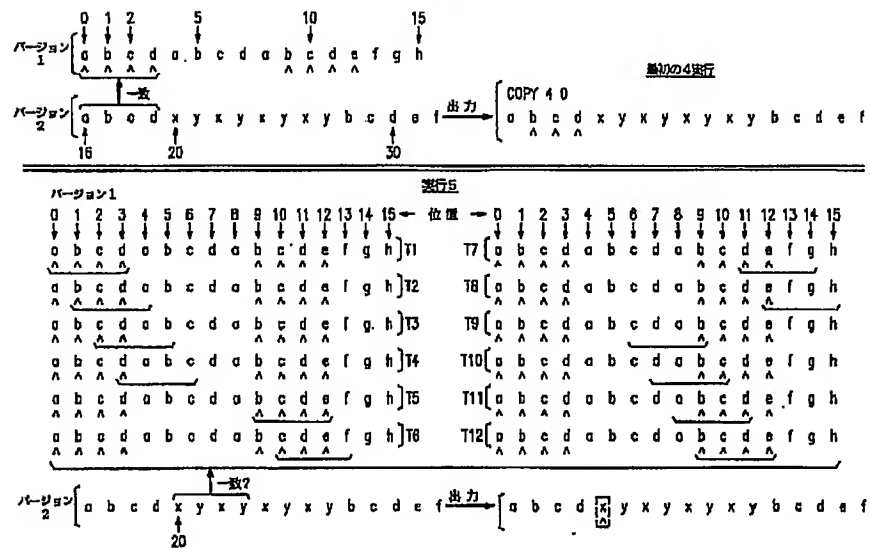 0 1 2 5 10 15
バージョン 1 a b c d a b c d a b c d e f g h
^ ^ ^ ^ ^ ^ ^ ^
一致
最初の4実行
バージョン 2 a b c d x y x y x y x y b c d e f 出力 COPY 4 0
a b c d x y x y x y x y b c d e f
^ ^ ^
16 20 30
実行5
バージョン1
0 1 2 3 4 5 6 7 8 9 10 11 12 13 14 15 位置 0 1 2 3 4 5 6 7 8 9 10 11 12 13 14 15
a b c d a b c d a b c d e f g h T1 T7 a b c d a b c d a b c d e f g h
^ ^ ^ ^ ^ ^ ^ ^ ^ ^ ^ ^ ^ ^ ^ ^
a b c d a b c d a b c d e f g h T2 T8 a b c d a b c d a b c d e f g h
^ ^ ^ ^ ^ ^ ^ ^ ^ ^ ^ ^ ^ ^ ^ ^
a b c d a b c d a b c d e f g h T3 T9 a b c d a b c d a b c d e f g h
^ ^ ^ ^ ^ ^ ^ ^ ^ ^ ^ ^ ^ ^ ^ ^
a b c d a b c d a b c d e f g h T4 T10 a b c d a b c d a b c d e f g h
^ ^ ^ ^ ^ ^ ^ ^ ^ ^ ^ ^ ^ ^ ^ ^
a b c d a b c d a b c d e f g h T5 T11 a b c d a b c d a b c d e f g h
^ ^ ^ ^ ^ ^ ^ ^ ^ ^ ^ ^ ^ ^ ^ ^
a b c d a b c d a b c d e f g h T6 T12 a b c d a b c d a b c d e f g h
^ ^ ^ ^ ^ ^ ^ ^ ^ ^ ^ ^ ^ ^ ^ ^
一致?
バージョン 2 a b c d x y x y x y x y b c d e f 出力 a b c d x y x y x y x y b c d e f
^
20